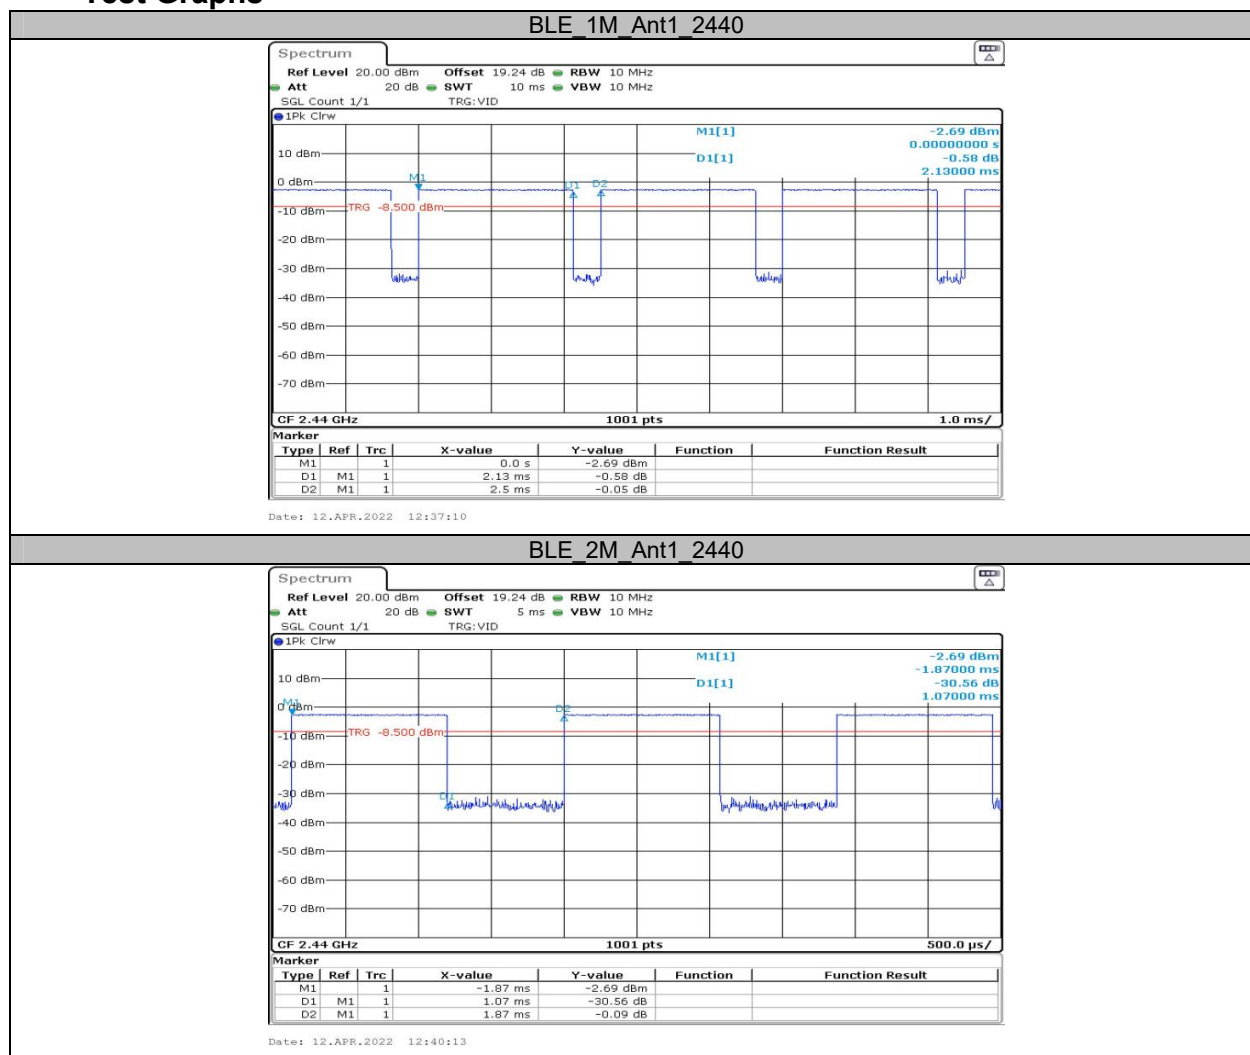 Test Graphs
BLE_1M_Ant1_2440
Spectrum
Ref Level 20.00 dBm Offset 19.24 dB RBW 10 MHz
Att 20 dB SWT 10 ms VBW 10 MHz
SGL Count 1/1 TRG:VID
1Pk Clrw
M1[1] -2.69 dBm
0.00000000 s
D1[1] -0.58 dB
2.13000 ms
10 dBm
0 dBm
M1
D1 D2
-10 dBm
TRG -8.500 dBm
-20 dBm
-30 dBm
-40 dBm
-50 dBm
-60 dBm
-70 dBm
CF 2.44 GHz 1001 pts 1.0 ms/
Marker
Type Ref Trc X-value Y-value Function Function Result
M1 1 0.0 s -2.69 dBm
D1 M1 1 2.13 ms -0.58 dB
D2 M1 1 2.5 ms -0.05 dB
Date: 12.APR.2022 12:37:10
BLE_2M_Ant1_2440
Spectrum
Ref Level 20.00 dBm Offset 19.24 dB RBW 10 MHz
Att 20 dB SWT 5 ms VBW 10 MHz
SGL Count 1/1 TRG:VID
1Pk Clrw
M1[1] -2.69 dBm
-1.87000 ms
D1[1] -30.56 dB
1.07000 ms
10 dBm
M1
0 dBm
D2
-10 dBm
TRG -8.500 dBm
-20 dBm
-30 dBm
D1
-40 dBm
-50 dBm
-60 dBm
-70 dBm
CF 2.44 GHz 1001 pts 500.0 µs/
Marker
Type Ref Trc X-value Y-value Function Function Result
M1 1 -1.87 ms -2.69 dBm
D1 M1 1 1.07 ms -30.56 dB
D2 M1 1 1.87 ms -0.09 dB
Date: 12.APR.2022 12:40:13